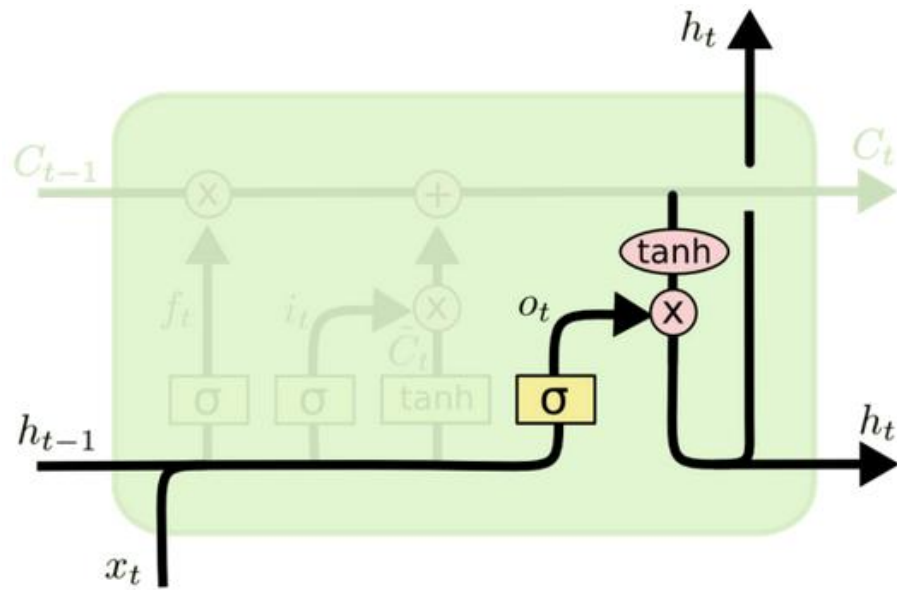 h_t
C_{t-1}
C_t
x
+
tanh
f_t
i_t
x
o_t
x
C̃_t
σ
σ
tanh
σ
h_{t-1}
h_t
x_t